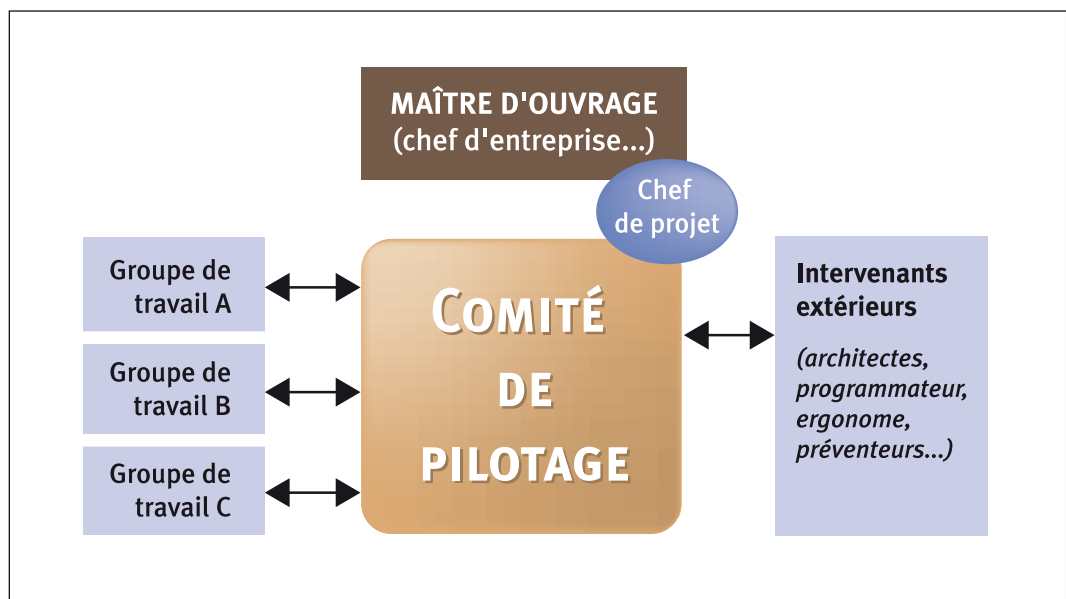 MAÎTRE D'OUVRAGE
(chef d'entreprise...)
Chef
de projet
Groupe de
travail A
Groupe de
travail B
Groupe de
travail C
COMITÉ
DE
PILOTAGE
Intervenants
extérieurs
(architectes,
programmateur,
ergonome,
préventeurs...)